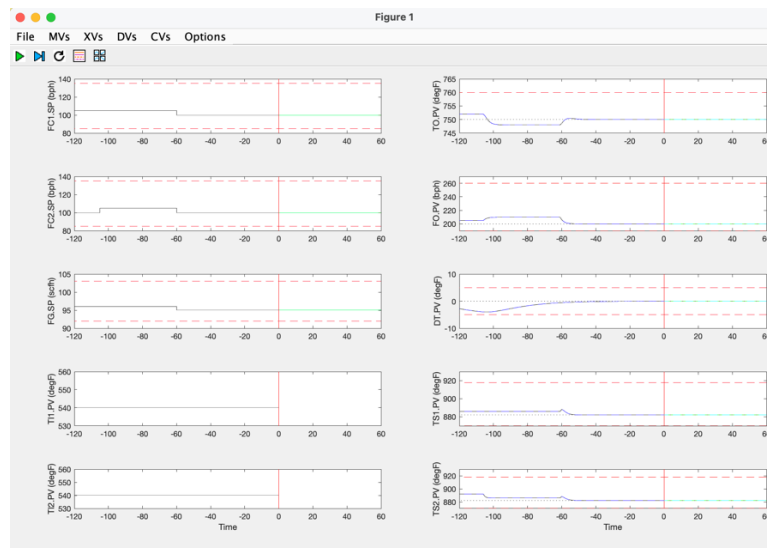 Figure 1
File MVs XVs DVs CVs Options
140
120
100
80
FC1.SP (bph)
-120 -100 -80 -60 -40 -20 0 20 40 60
765
760
755
750
745
TO.PV (degF)
-120 -100 -80 -60 -40 -20 0 20 40 60
140
120
100
80
FC2.SP (bph)
-120 -100 -80 -60 -40 -20 0 20 40 60
260
240
220
200
FO.PV (bph)
-120 -100 -80 -60 -40 -20 0 20 40 60
105
100
95
90
FG.SP (scfh)
-120 -100 -80 -60 -40 -20 0 20 40 60
10
0
-10
DT.PV (degF)
-120 -100 -80 -60 -40 -20 0 20 40 60
560
550
540
530
TI1.PV (degF)
-120 -100 -80 -60 -40 -20 0 20 40 60
920
900
880
TS1.PV (degF)
-120 -100 -80 -60 -40 -20 0 20 40 60
560
550
540
530
TI2.PV (degF)
-120 -100 -80 -60 -40 -20 0 20 40 60
Time
920
900
880
TS2.PV (degF)
-120 -100 -80 -60 -40 -20 0 20 40 60
Time